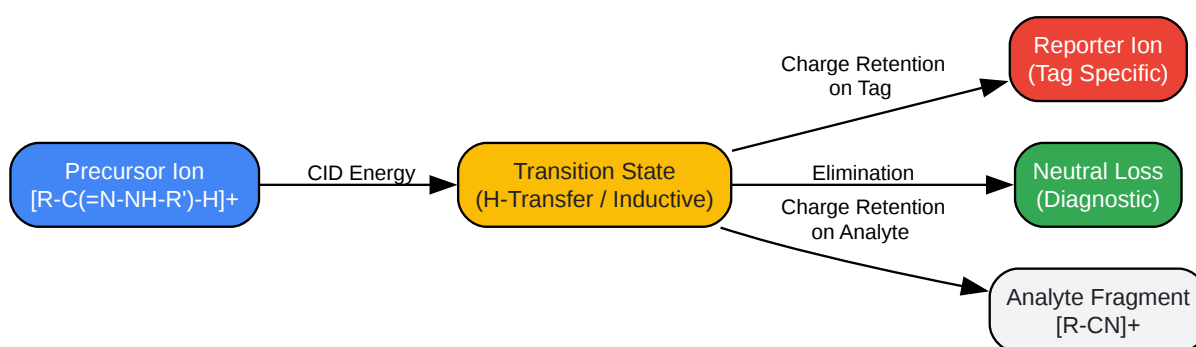 Precursor Ion
[R-C(=N-NH-R')-H]+
CID Energy
Transition State
(H-Transfer / Inductive)
Charge Retention
on Tag
Reporter Ion
(Tag Specific)
Elimination
Neutral Loss
(Diagnostic)
Charge Retention
on Analyte
Analyte Fragment
[R-CN]+